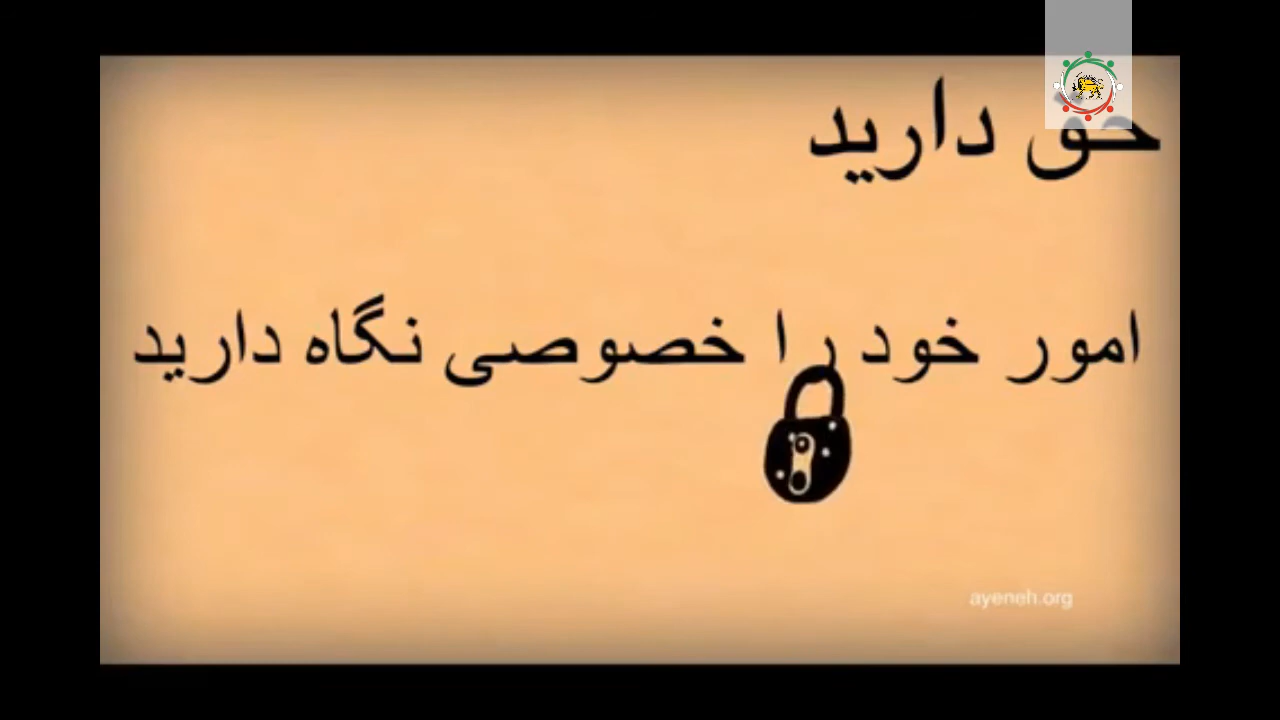 حق دارید
امور خود را خصوصی نگاه دارید
ayeneh.org